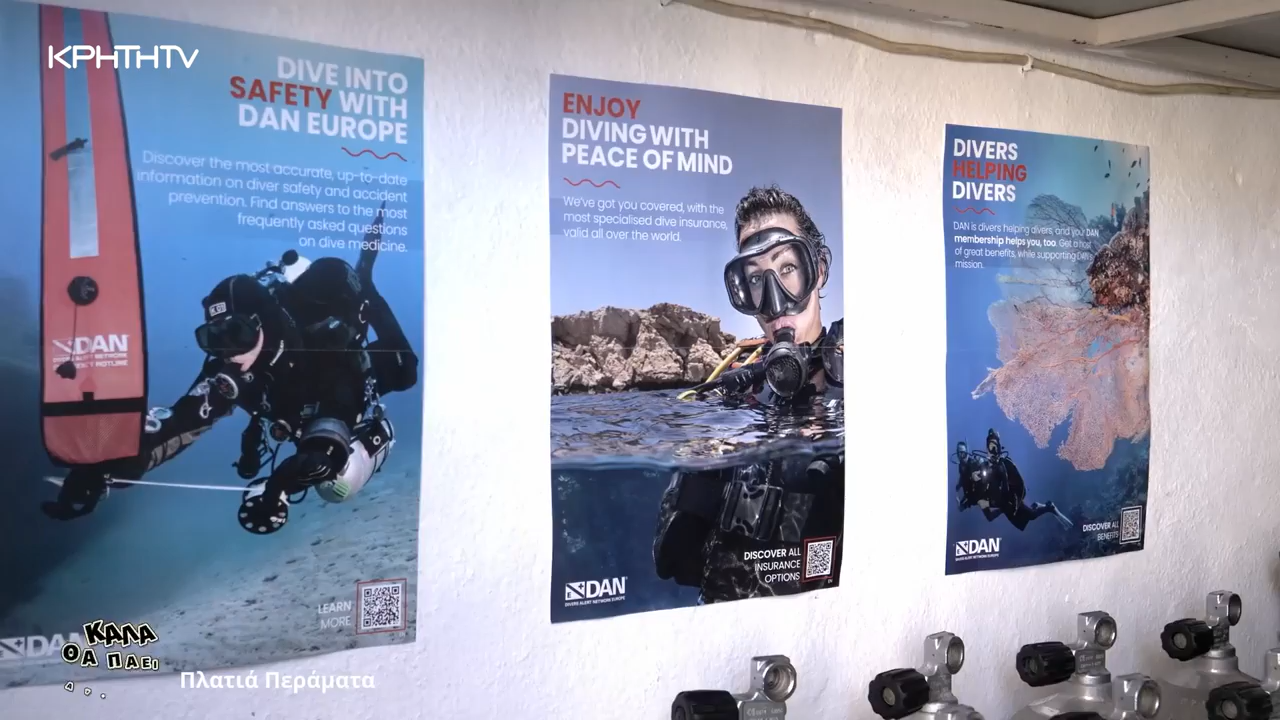 KPHTHTV
DIVE INTO
SAFETY WITH
DAN EUROPE
Discover the most accurate, up-to-date
information on diver safety and accident
prevention. Find answers to the most
frequently asked questions
on dive medicine.
DAN
LEARN
MORE
DAN
ENJOY
DIVING WITH
PEACE OF MIND
We've got you covered, with the
most specialised dive insurance,
valid all over the world.
DISCOVER ALL
INSURANCE
OPTIONS
DAN
DIVERS ALERT NETWORK EUROPE
DIVERS
HELPING
DIVERS
DAN is divers helping divers, and your DAN
membership helps you, too. Get a host
of great benefits, while supporting DAN's
mission.
DISCOVER ALL
BENEFITS
DAN
DIVERS ALERT NETWORK EUROPE
ΚΑΛΑ
ΘΑ ΠΑΕΙ
Πλατιά Περάματα